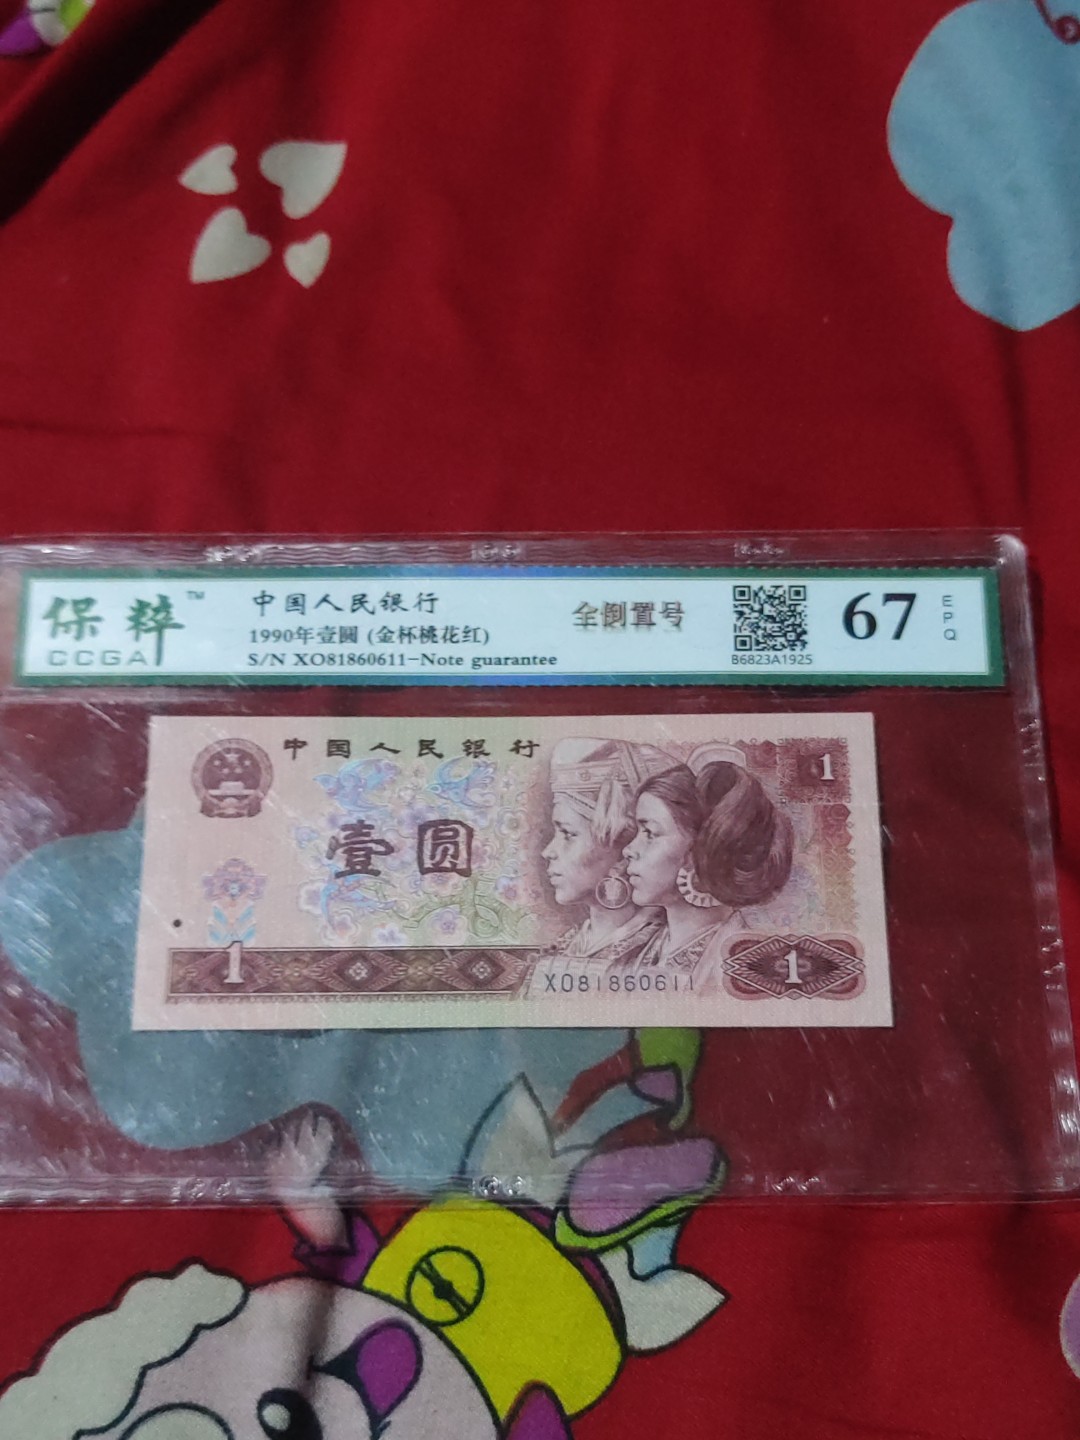 保粹™
CCGA
中国人民银行
1990年壹圆 (金杯桃花红)
S/N XO81860611-Note guarantee
全倒置号
B6823A1925
67
EPQ
中国人民银行
1
壹圆
1
XO81860611
1